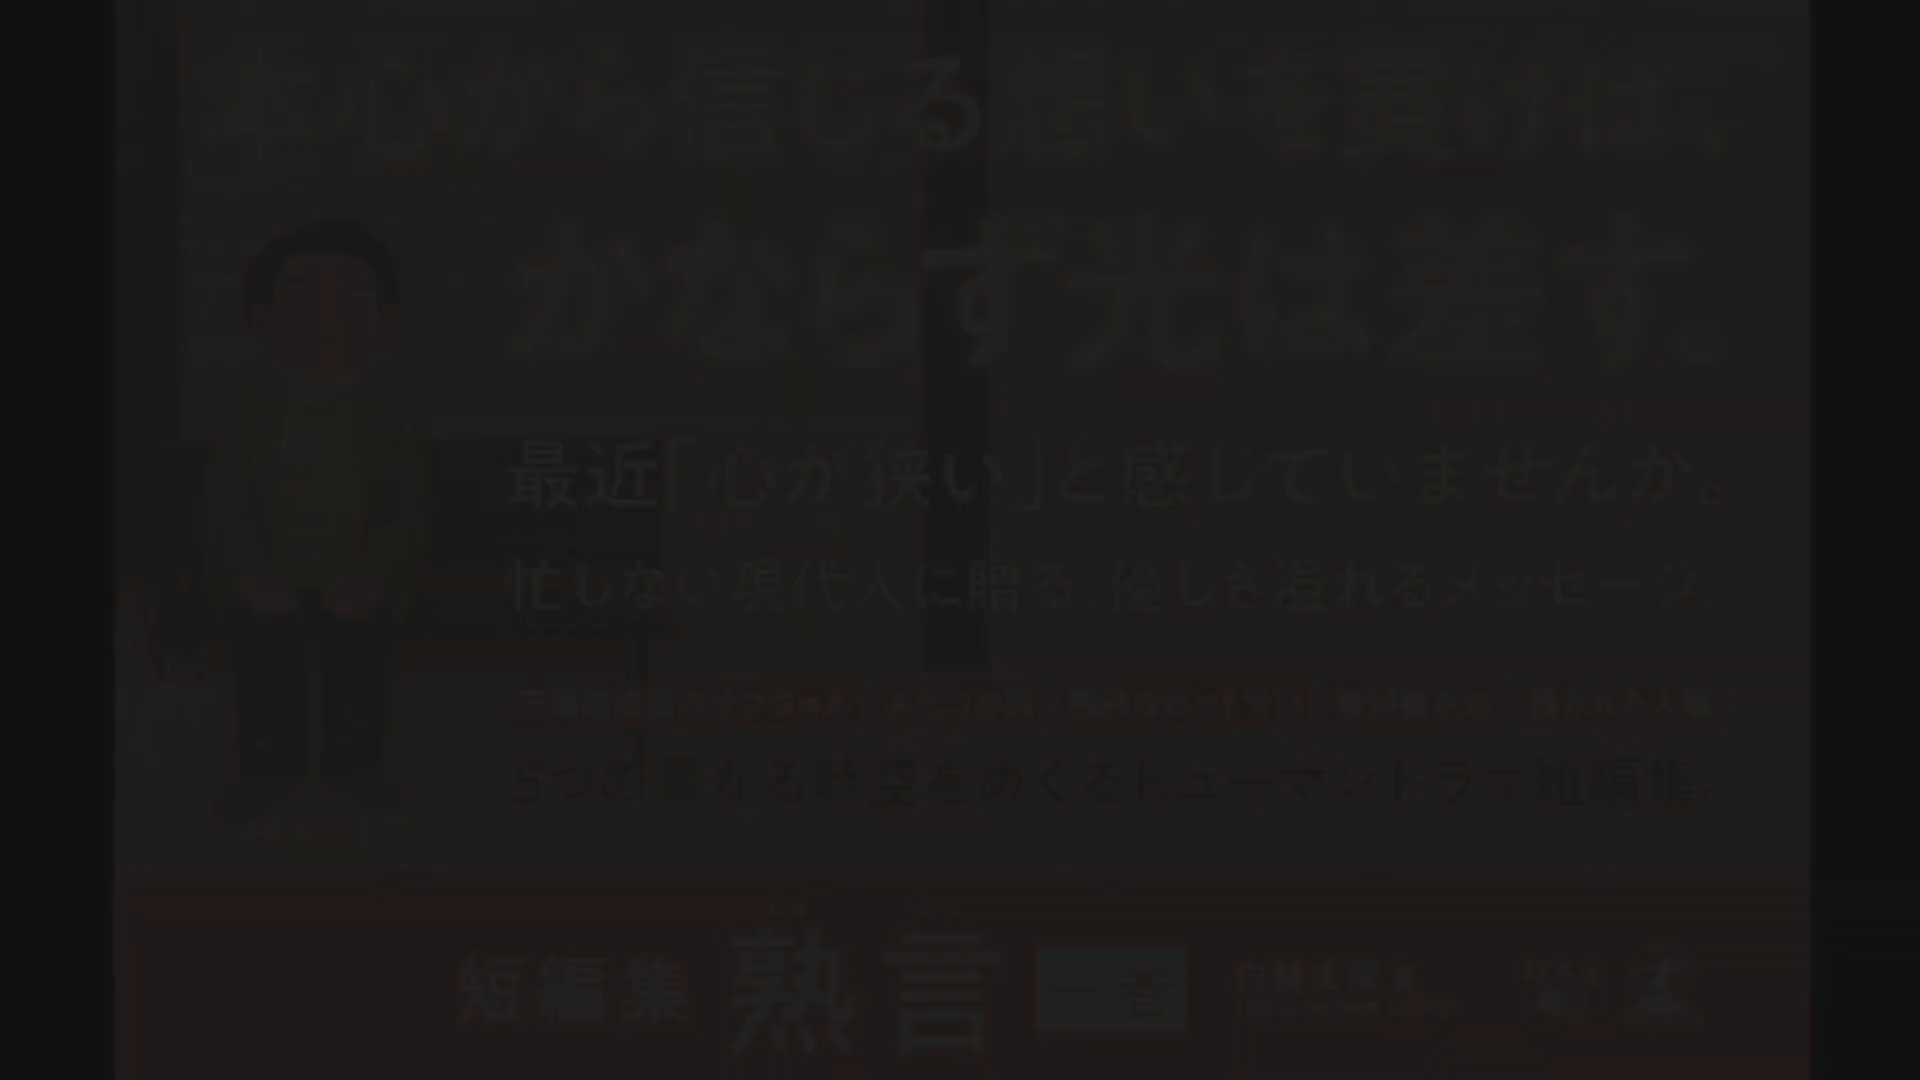 本心から信じる想いを貫けば、
かならず光は差す。
最近「心が狭い」と感じていませんか。
忙しない現代人に贈る、優しさ溢れるメッセージ。
5つの異なる時空をめぐるヒューマンドラマ短編集。
短編集 熟言 一巻